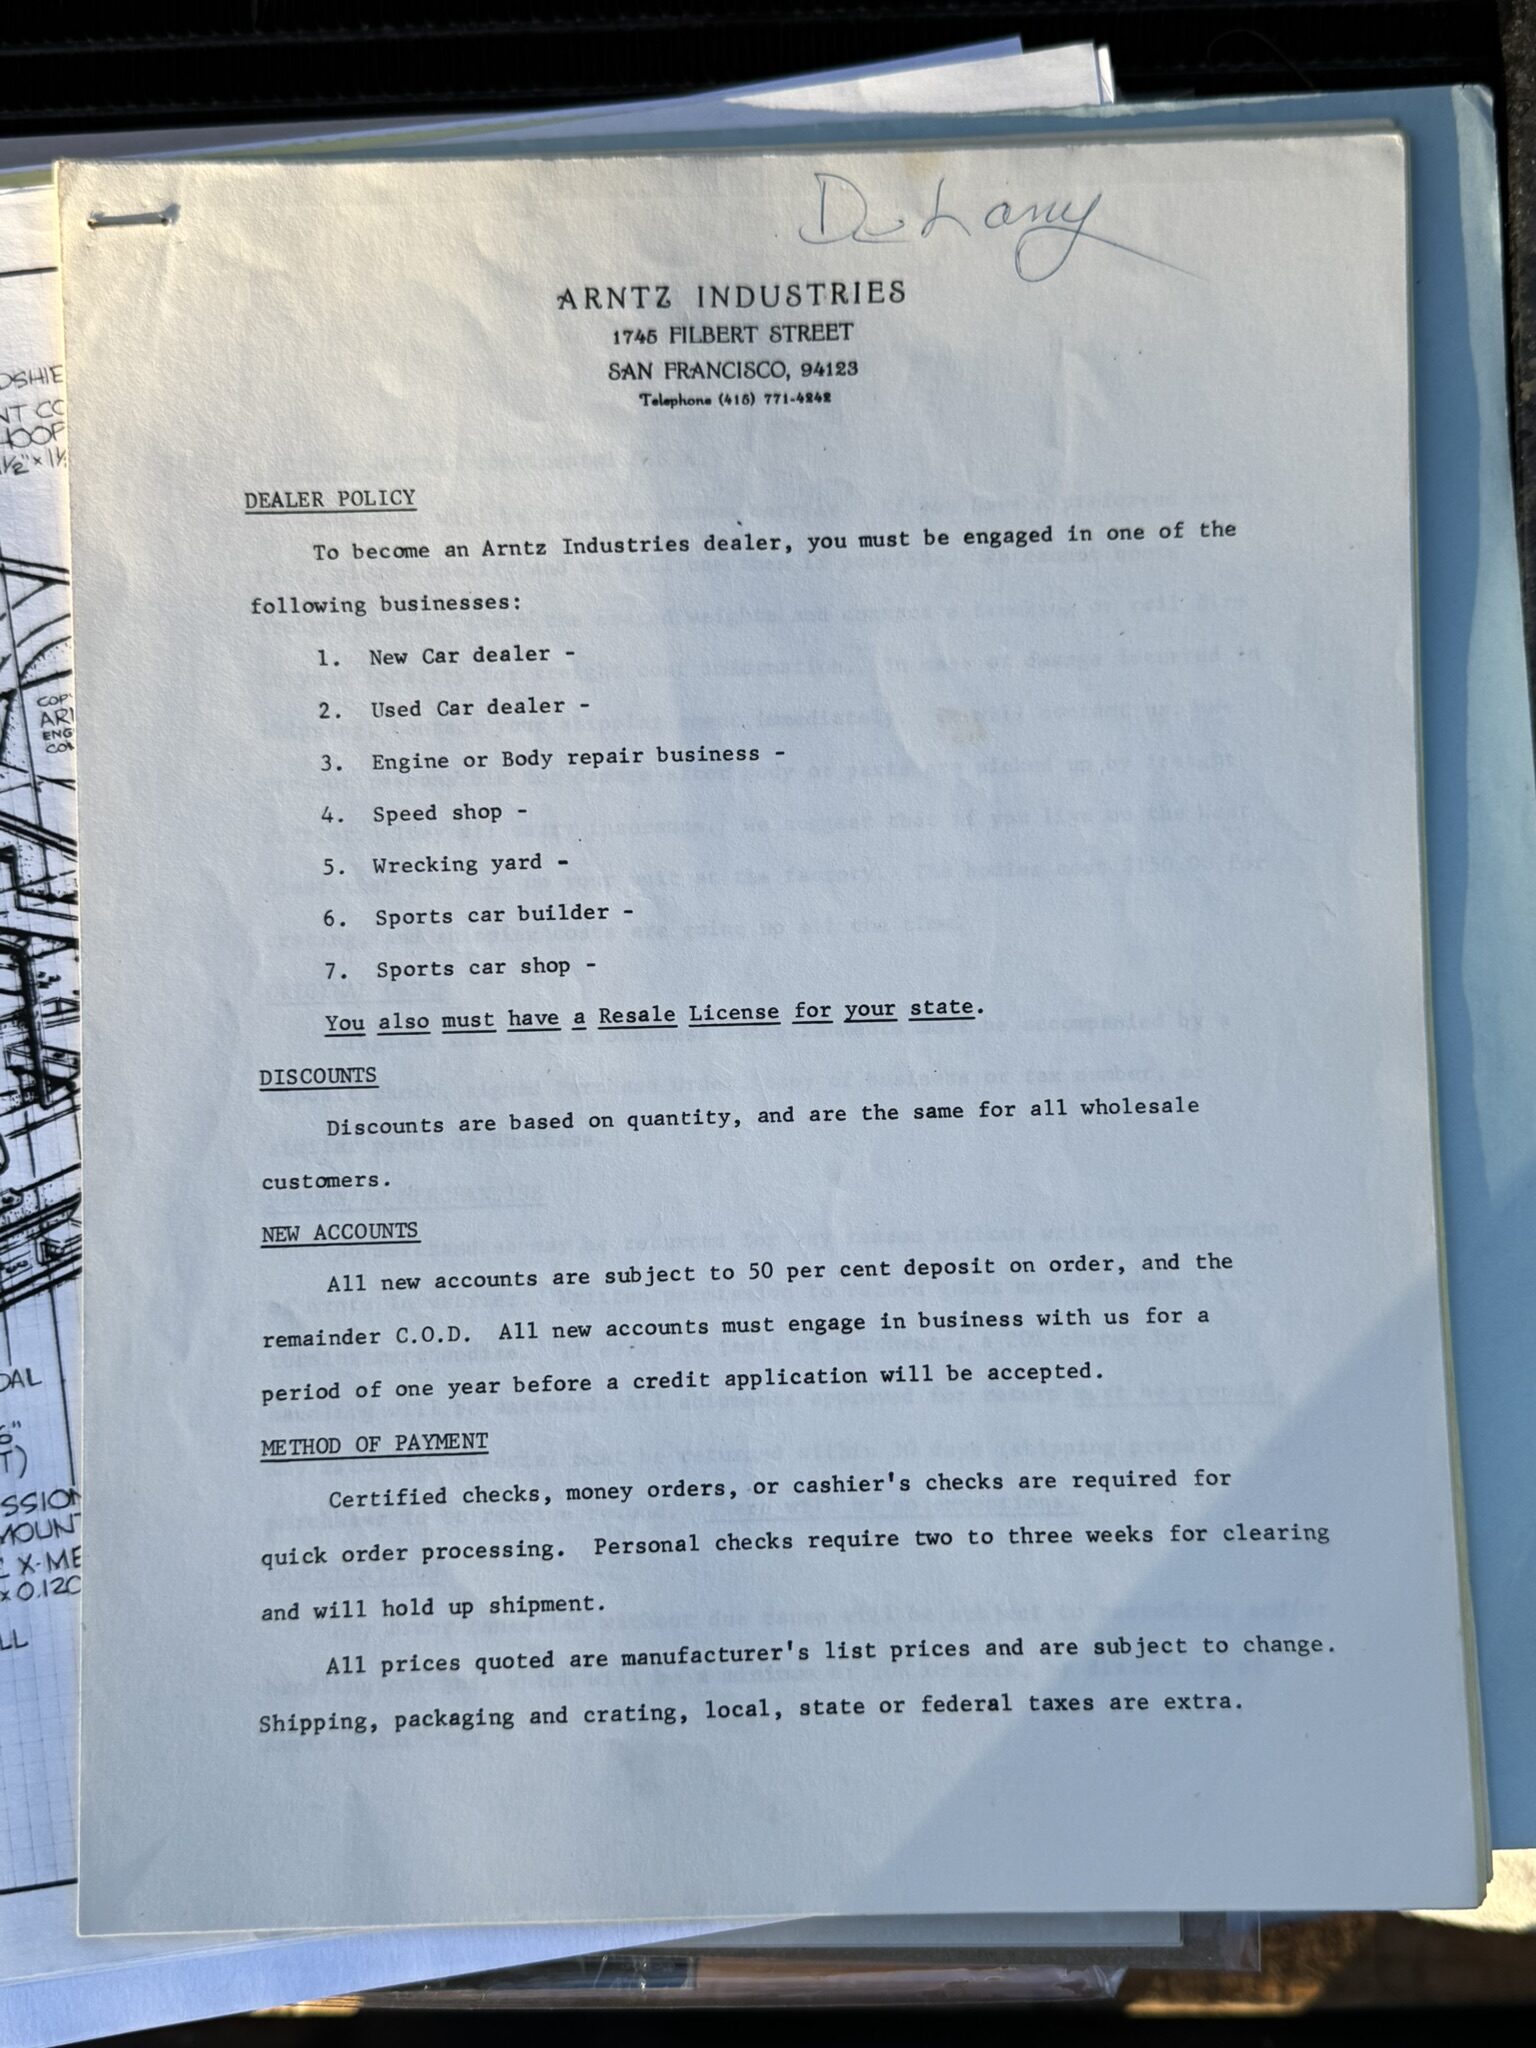 ARNTZ INDUSTRIES
1745 FILBERT STREET
SAN FRANCISCO, 94123
Telephone (415) 771-4242
DEALER POLICY
To become an Arntz Industries dealer, you must be engaged in one of the
following businesses:
1. New Car dealer -
2. Used Car dealer -
3. Engine or Body repair business -
4. Speed shop -
5. Wrecking yard -
6. Sports car builder -
7. Sports car shop -
You also must have a Resale License for your state.
DISCOUNTS
Discounts are based on quantity, and are the same for all wholesale
customers.
NEW ACCOUNTS
All new accounts are subject to 50 per cent deposit on order, and the
remainder C.O.D. All new accounts must engage in business with us for a
period of one year before a credit application will be accepted.
METHOD OF PAYMENT
Certified checks, money orders, or cashier's checks are required for
quick order processing. Personal checks require two to three weeks for clearing
and will hold up shipment.
All prices quoted are manufacturer's list prices and are subject to change.
Shipping, packaging and crating, local, state or federal taxes are extra.